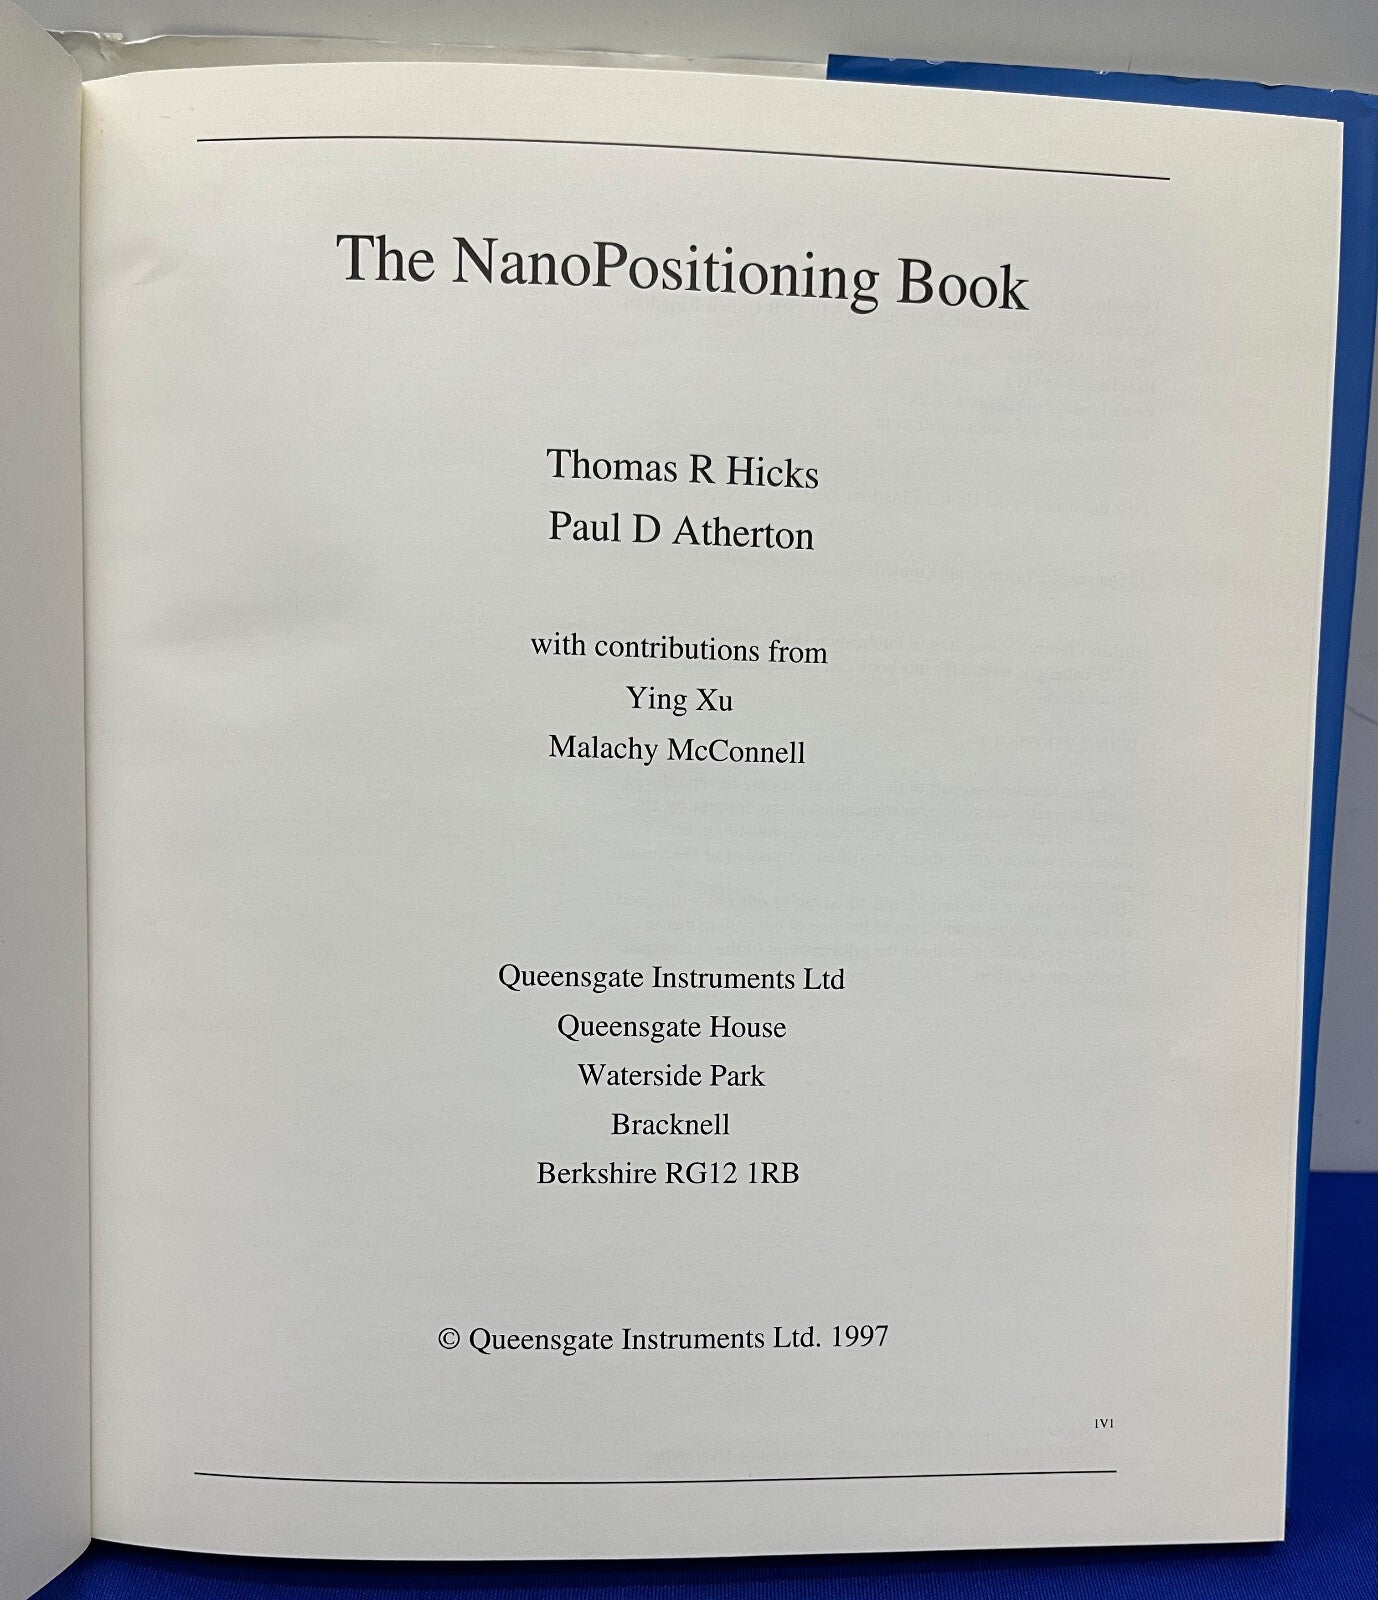 The NanoPositioning Book
Thomas R Hicks
Paul D Atherton
with contributions from
Ying Xu
Malachy McConnell
Queensgate Instruments Ltd
Queensgate House
Waterside Park
Bracknell
Berkshire RG12 1RB
© Queensgate Instruments Ltd. 1997
1V1